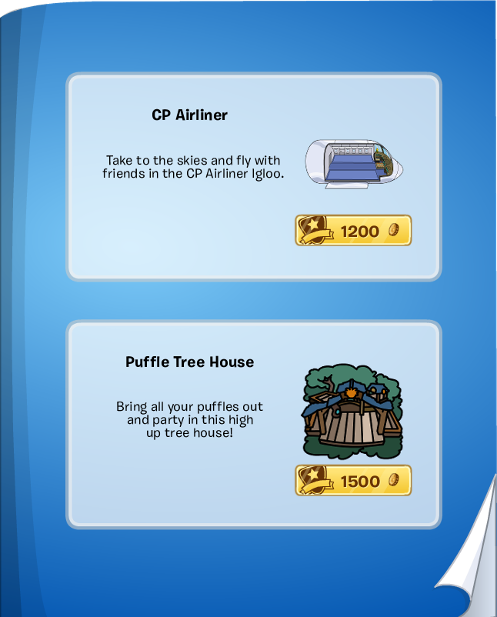 CP Airliner
Take to the skies and fly with
friends in the CP Airliner Igloo.
1200
Puffle Tree House
Bring all your puffles out
and party in this high
up tree house!
1500